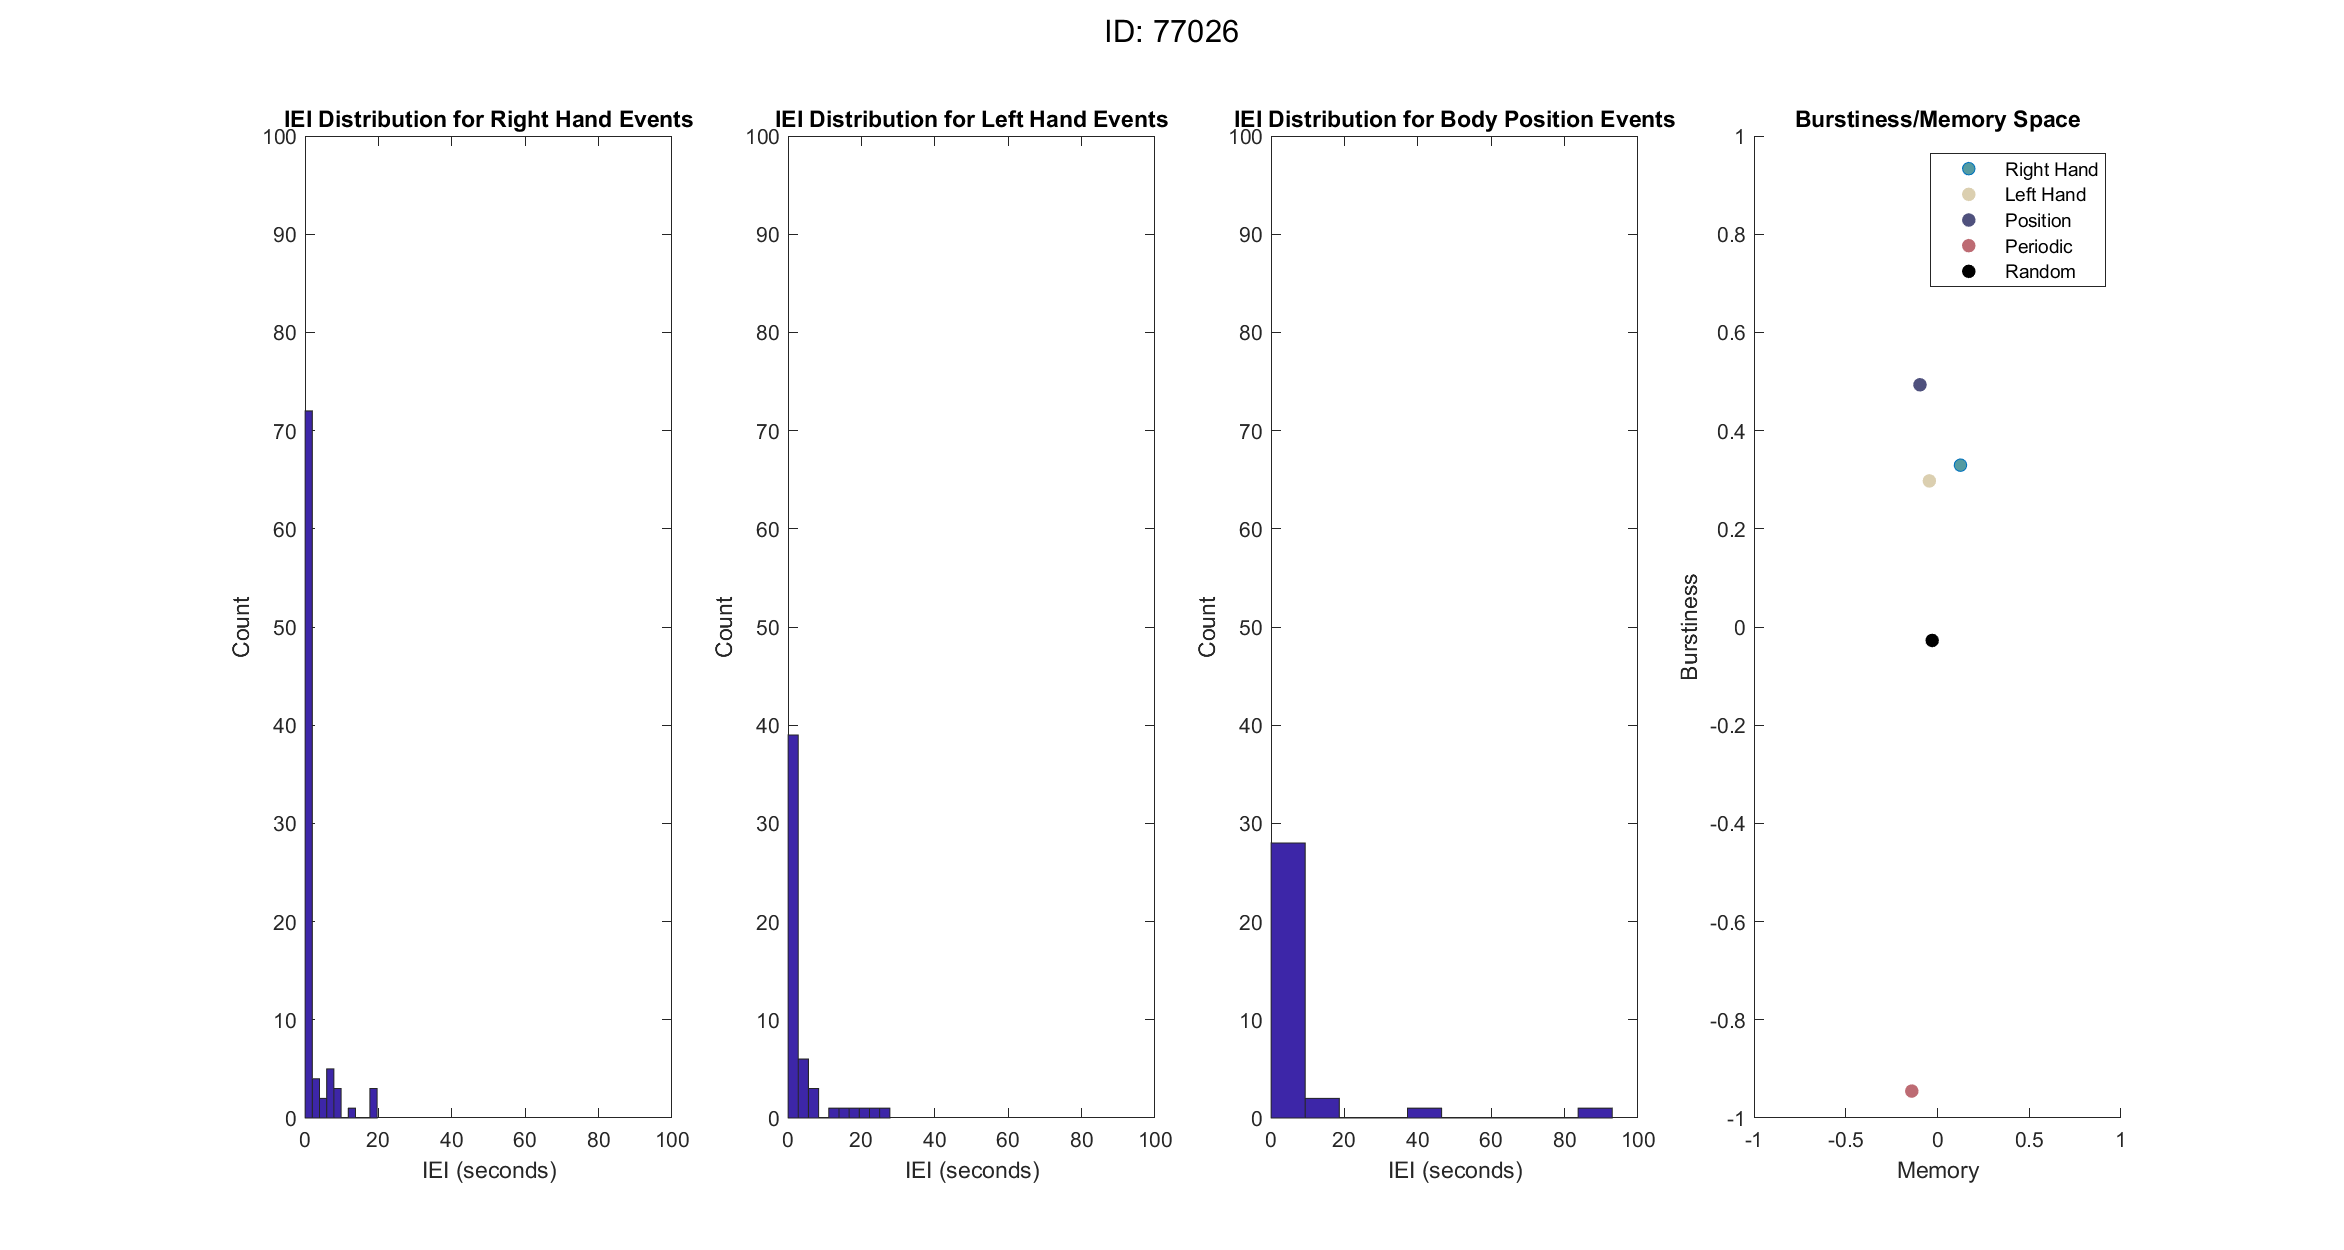 ID: 77026
IEI Distribution for Right Hand Events
100
90
80
70
60
50
40
30
20
10
0
Count
0 20 40 60 80 100
IEI (seconds)
IEI Distribution for Left Hand Events
100
90
80
70
60
50
40
30
20
10
0
Count
0 20 40 60 80 100
IEI (seconds)
IEI Distribution for Body Position Events
100
90
80
70
60
50
40
30
20
10
0
Count
0 20 40 60 80 100
IEI (seconds)
Burstiness/Memory Space
1
0.8
0.6
0.4
0.2
0
-0.2
-0.4
-0.6
-0.8
-1
Burstiness
Right Hand
Left Hand
Position
Periodic
Random
-1 -0.5 0 0.5 1
Memory